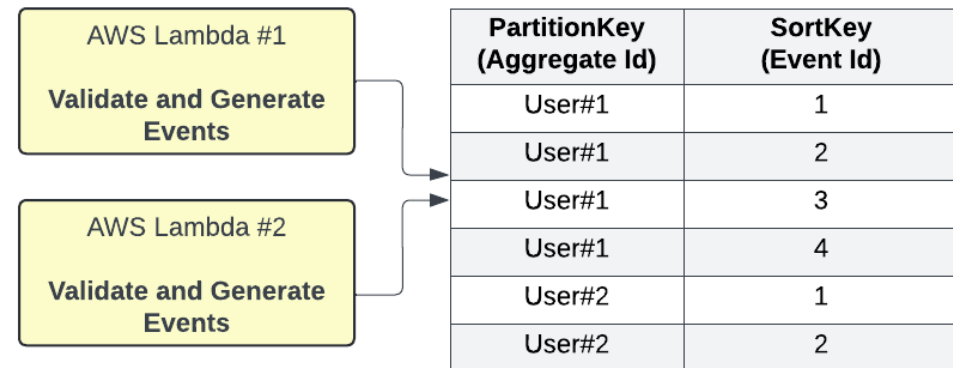 AWS Lambda #1
Validate and Generate
Events
AWS Lambda #2
Validate and Generate
Events
PartitionKey
(Aggregate Id)
SortKey
(Event Id)
User#1 1
User#1 2
User#1 3
User#1 4
User#2 1
User#2 2